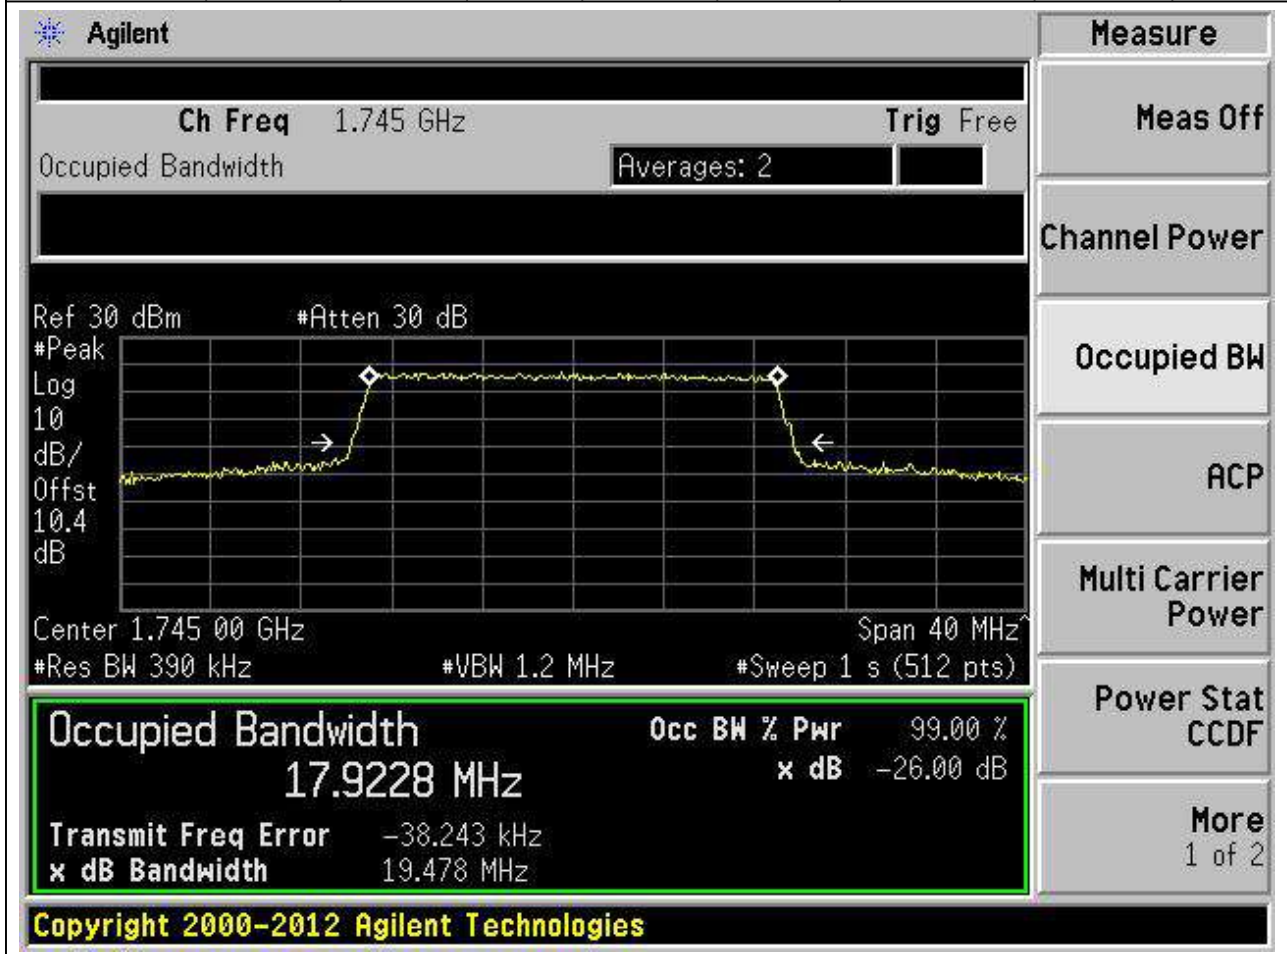 Agilent
Measure
Ch Freq 1.745 GHz Trig Free
Occupied Bandwidth Averages: 2
Meas Off
Channel Power
Occupied BW
ACP
Multi Carrier
Power
Power Stat
CCDF
More
1 of 2
Ref 30 dBm #Atten 30 dB
#Peak
Log
10
dB/
Offst
10.4
dB
Center 1.745 00 GHz Span 40 MHz^
#Res BW 390 kHz #VBW 1.2 MHz #Sweep 1 s (512 pts)
Occupied Bandwidth Occ BW % Pwr 99.00 %
17.9228 MHz x dB -26.00 dB
Transmit Freq Error -38.243 kHz
x dB Bandwidth 19.478 MHz
Copyright 2000-2012 Agilent Technologies